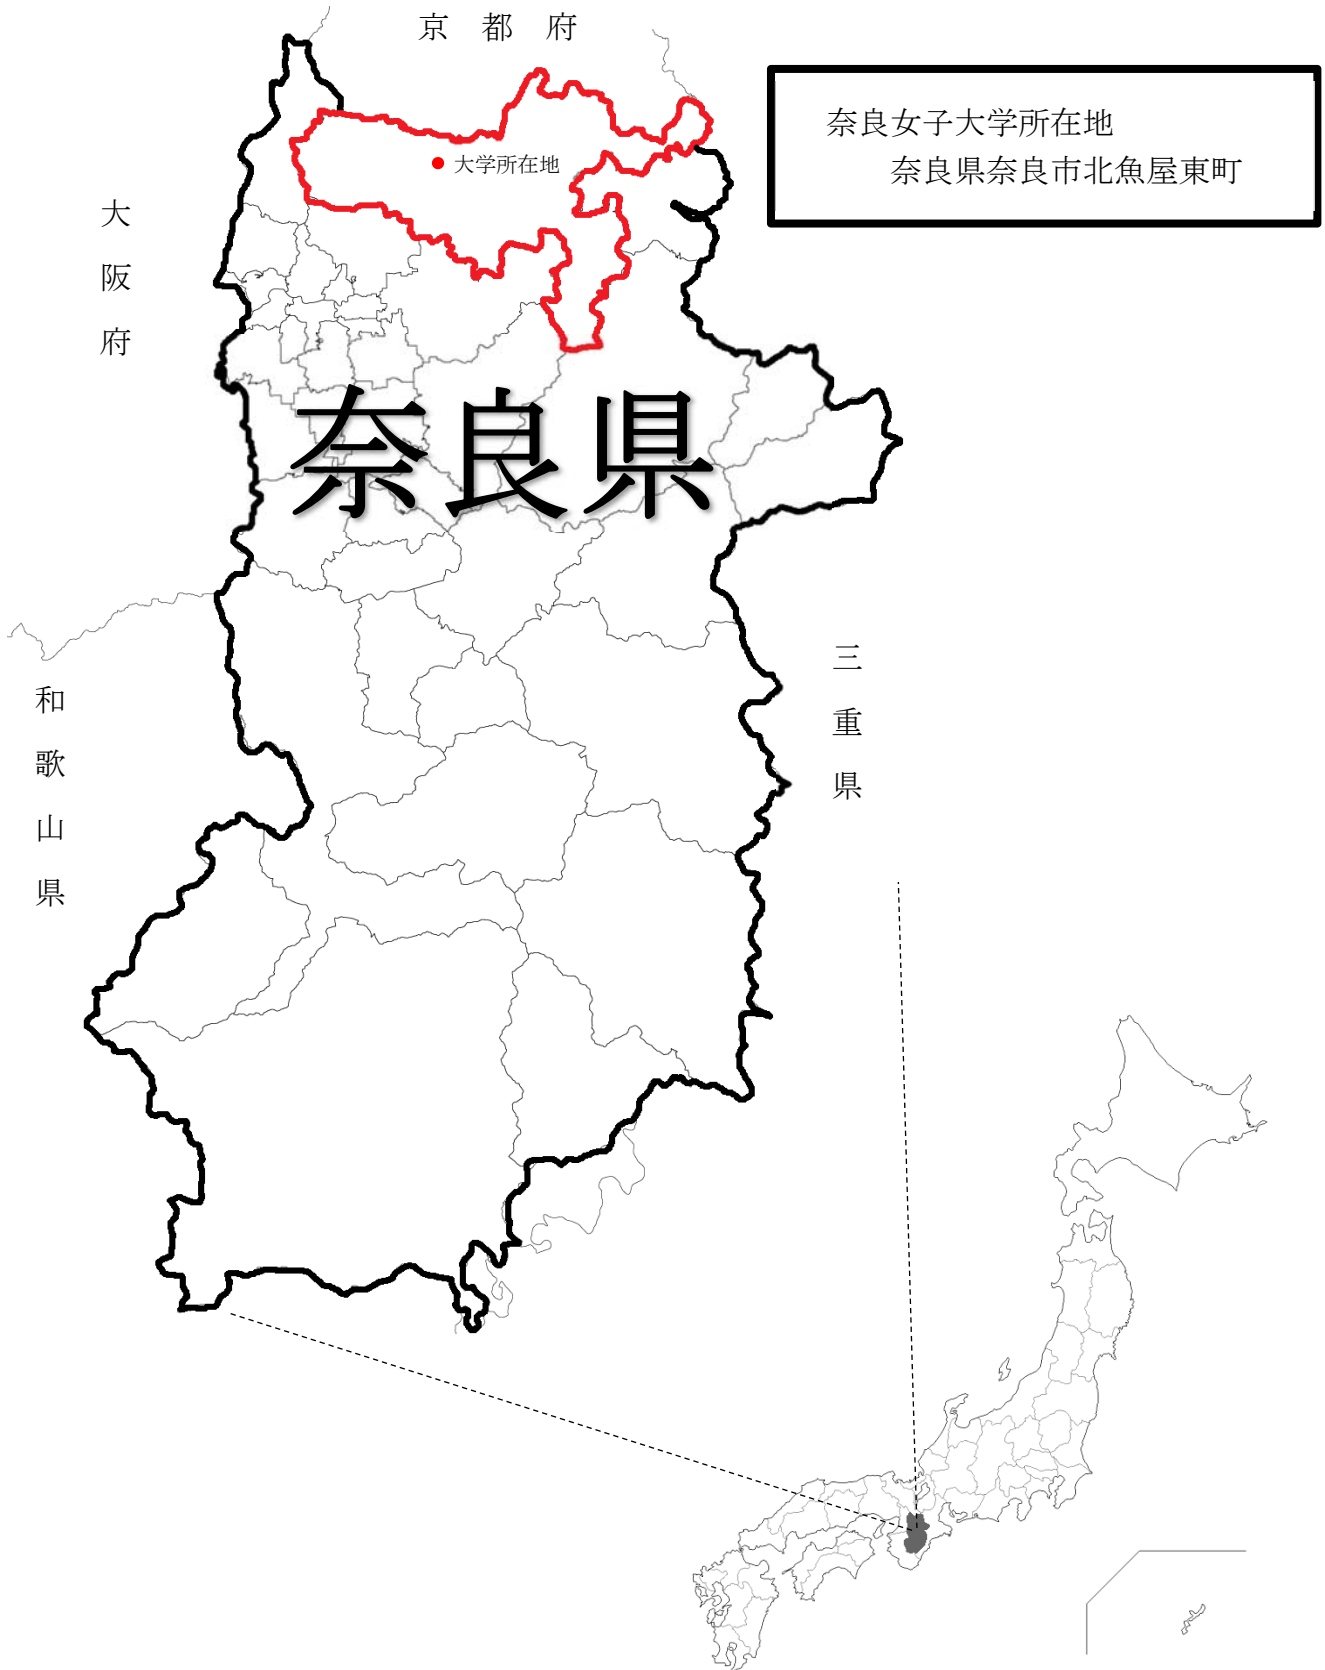 京都府
奈良女子大学所在地
奈良県奈良市北魚屋東町
大学所在地
大阪府
奈良県
三重県
和歌山県